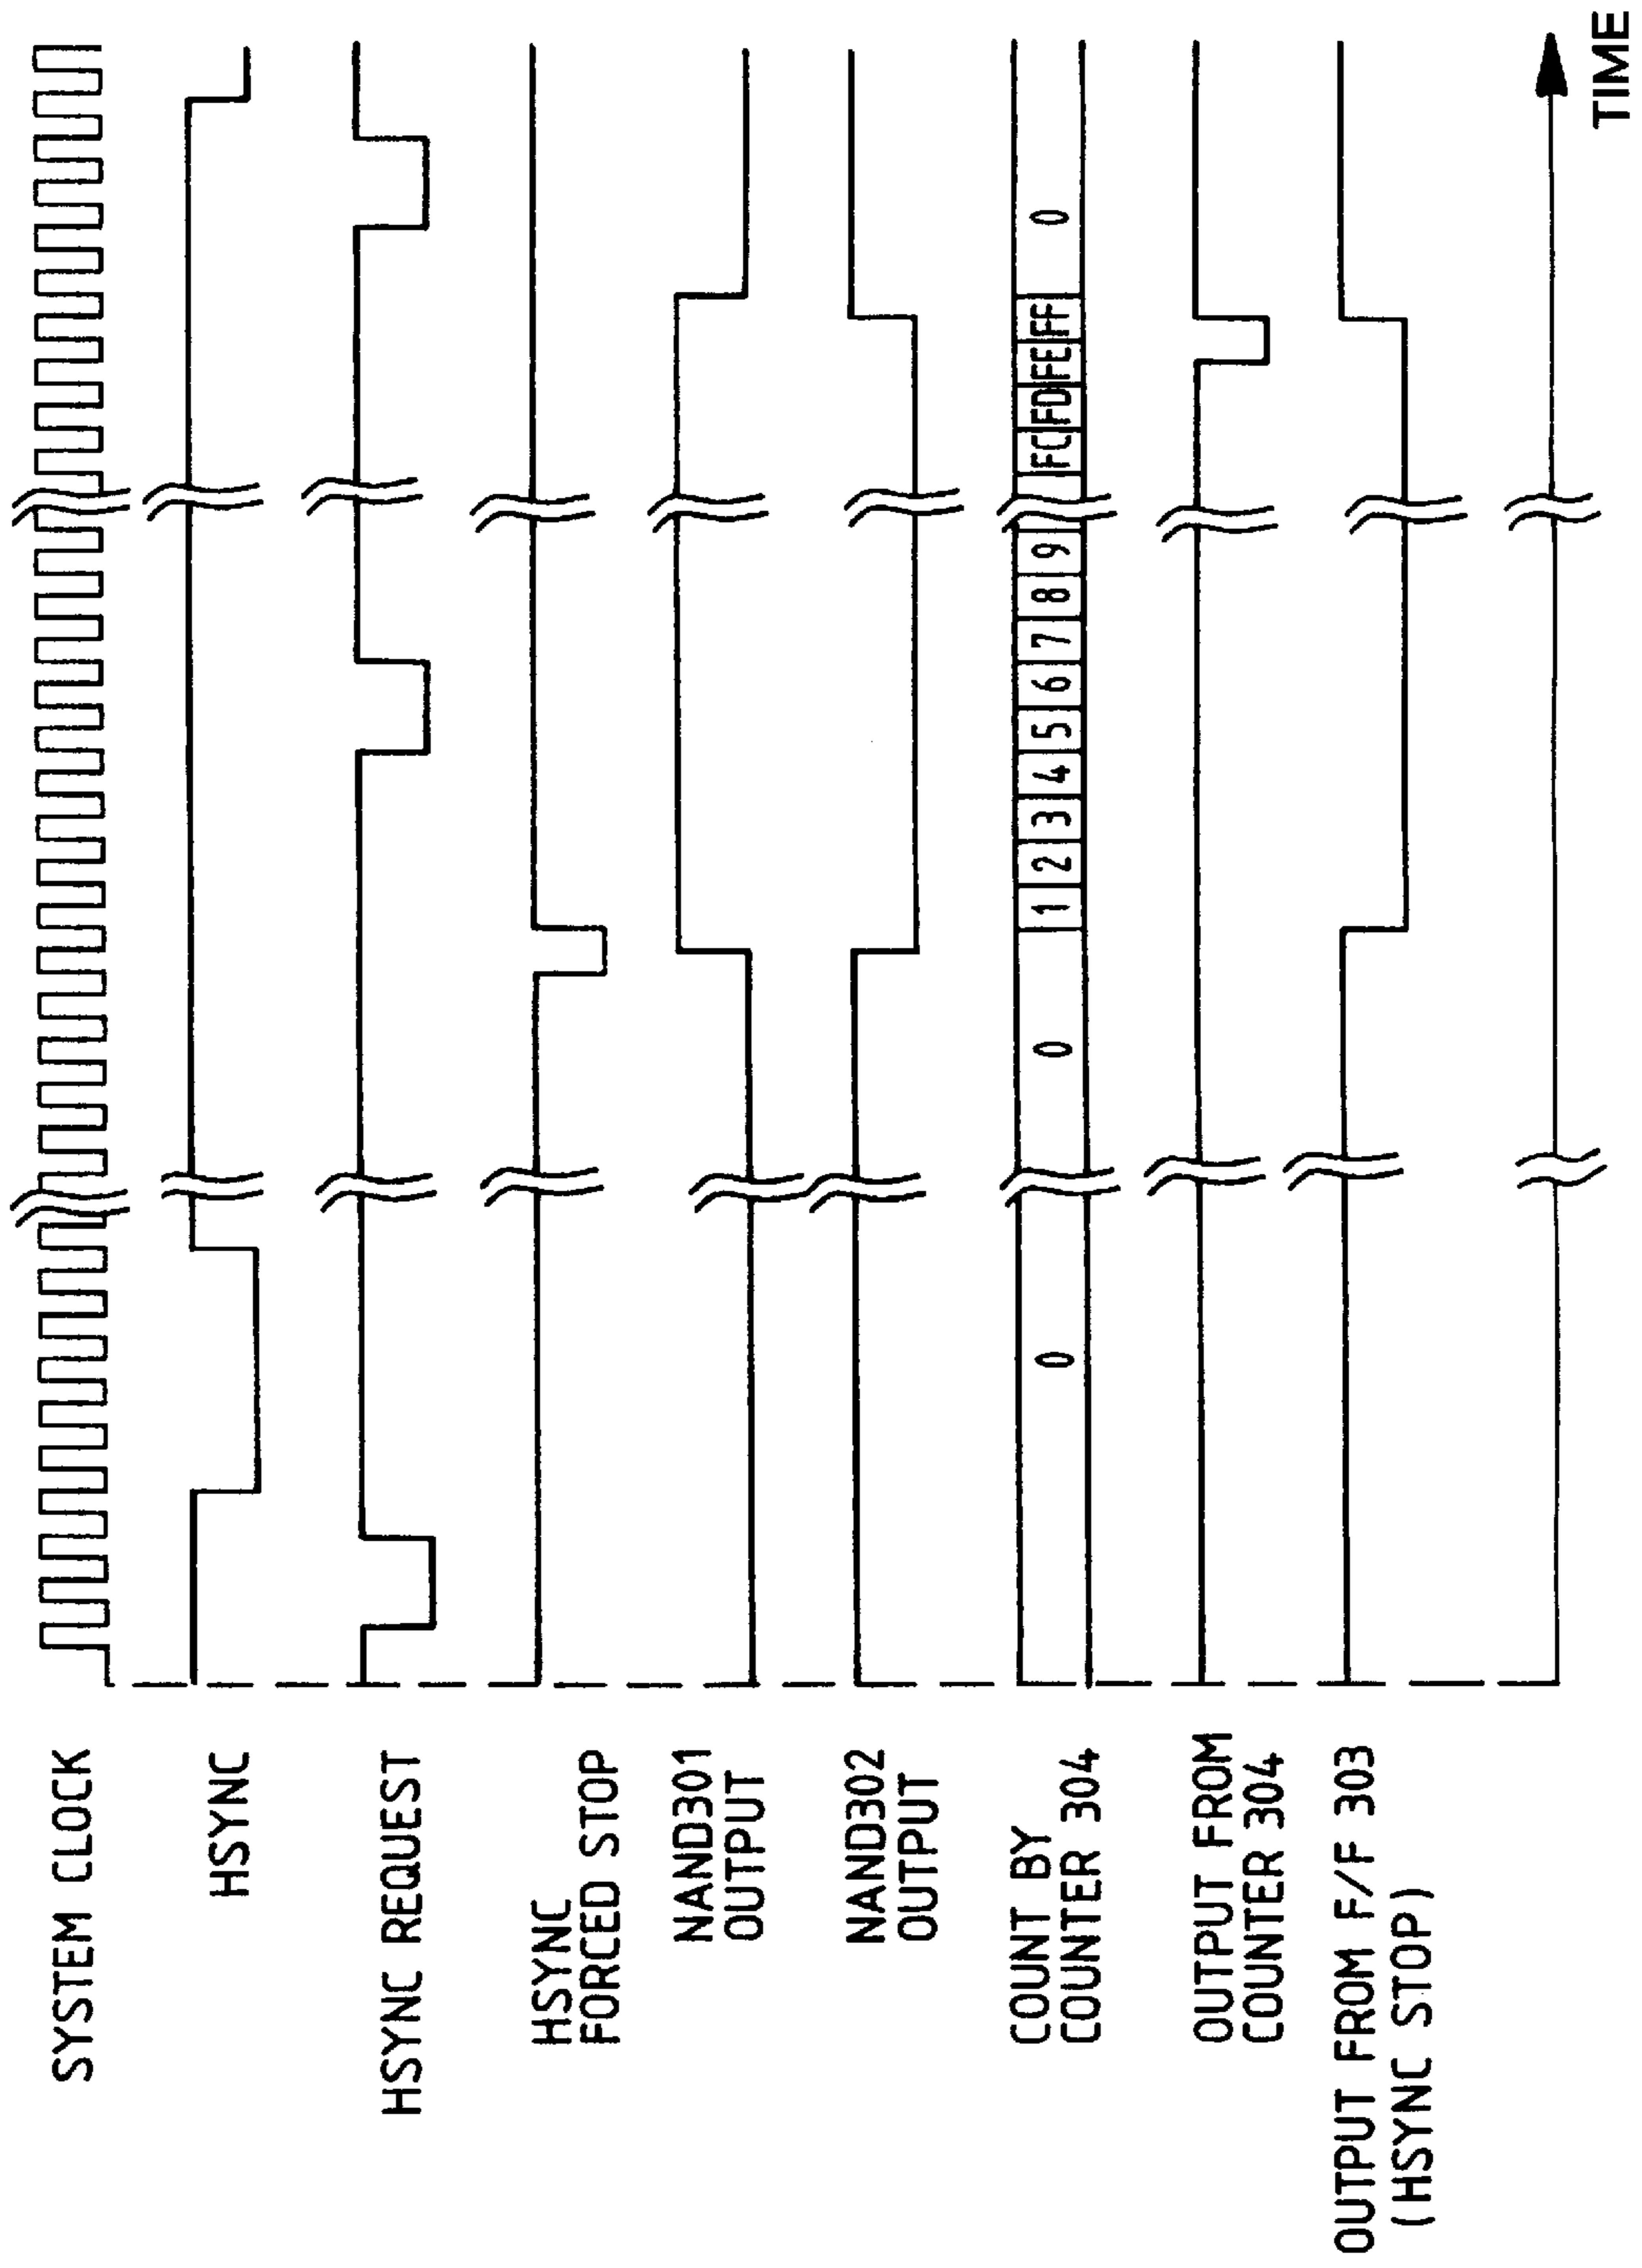 SYSTEM CLOCK
HSYNC
HSYNC REQUEST
HSYNC
FORCED STOP
NAND301
OUTPUT
NAND302
OUTPUT
COUNT BY
COUNTER 304
0 0 1 2 3 4 5 6 7 8 9 FC FD FE FF 0
OUTPUT FROM
COUNTER 304
OUTPUT FROM F/F 303
(HSYNC STOP)
TIME